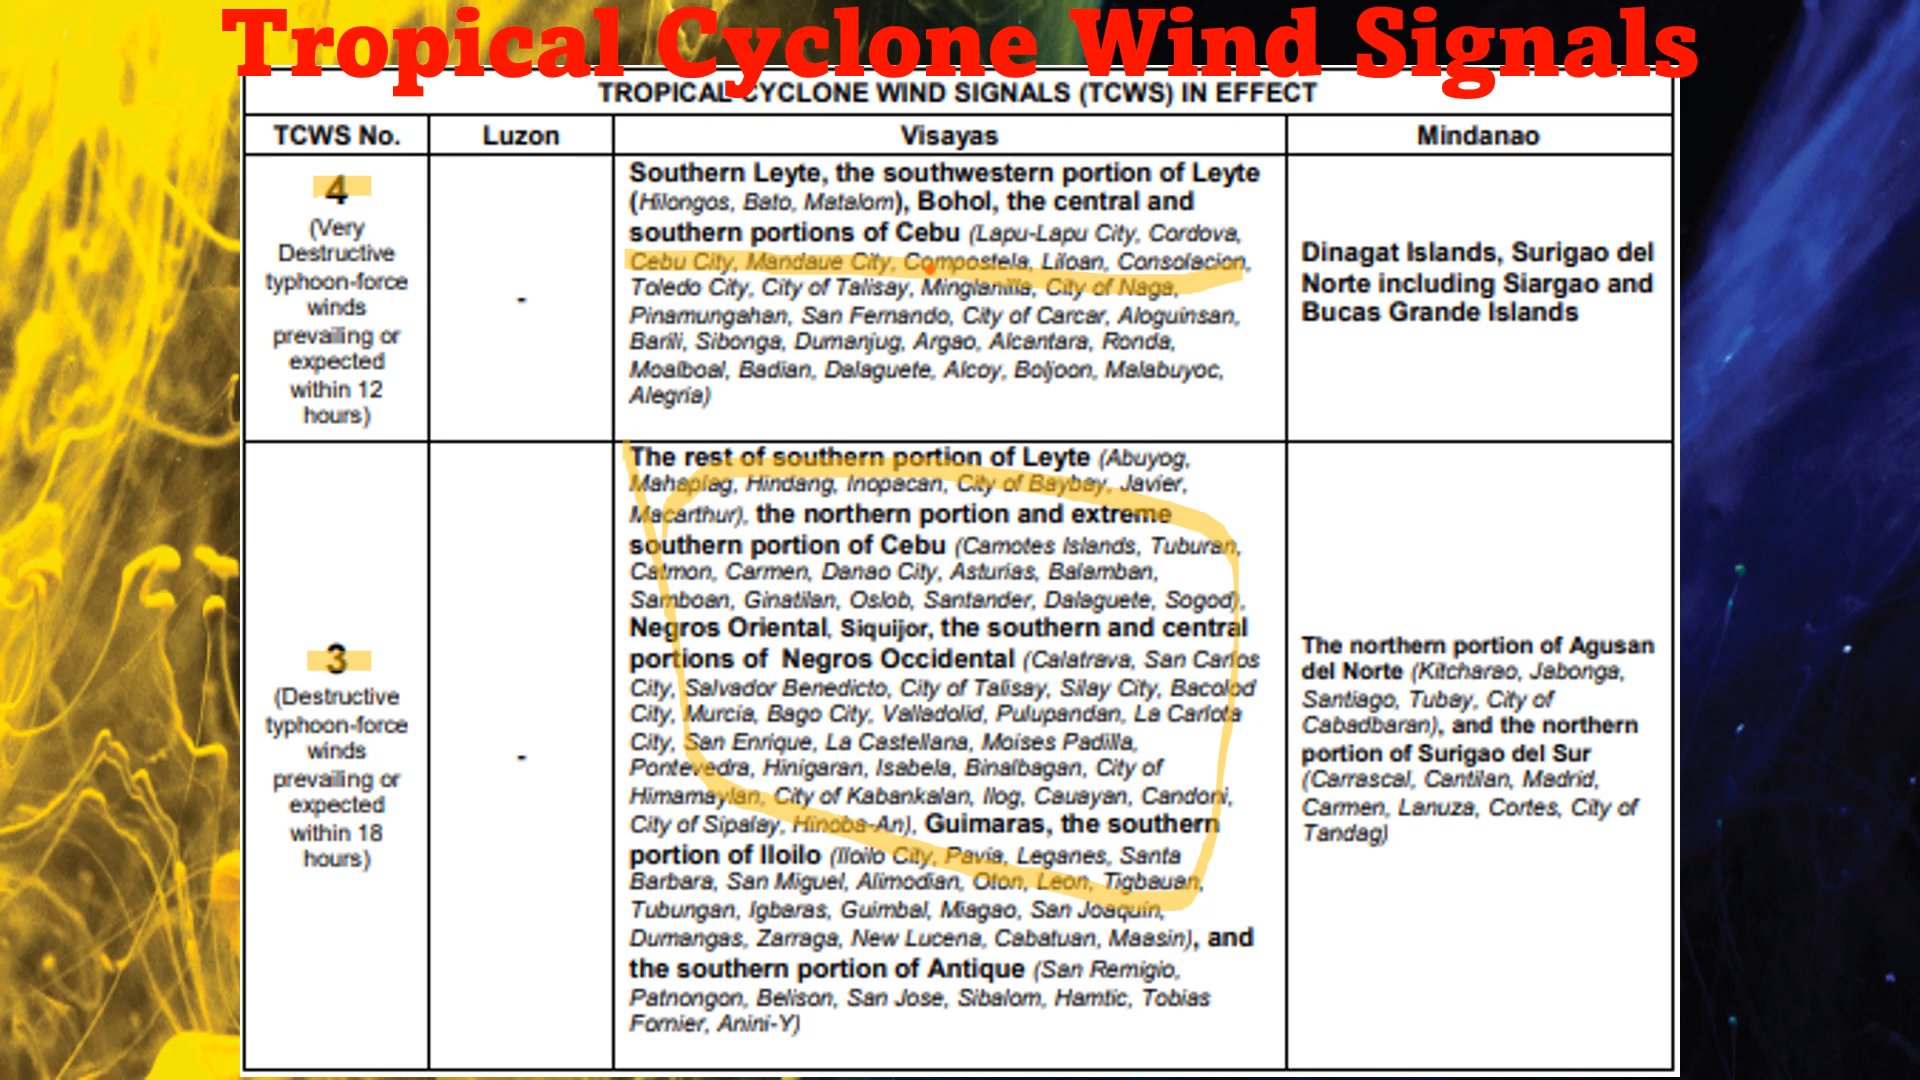 Tropical Cyclone Wind Signals
TROPICAL CYCLONE WIND SIGNALS (TCWS) IN EFFECT
TCWS No.
Luzon
Visayas
Mindanao
4
(Very
Destructive
typhoon-force
winds
prevailing or
expected
within 12
hours)
-
Southern Leyte, the southwestern portion of Leyte
(Hilongos, Bato, Matalom), Bohol, the central and
southern portions of Cebu (Lapu-Lapu City, Cordova,
Cebu City, Mandaue City, Compostela, Liloan, Consolacion,
Toledo City, City of Talisay, Minglanilla, City of Naga,
Pinamungahan, San Fernando, City of Carcar, Aloguinsan,
Barili, Sibonga, Dumanjug, Argao, Alcantara, Ronda,
Moalboal, Badian, Dalaguete, Alcoy, Boljoon, Malabuyoc,
Alegria)
Dinagat Islands, Surigao del
Norte including Siargao and
Bucas Grande Islands
3
(Destructive
typhoon-force
winds
prevailing or
expected
within 18
hours)
-
The rest of southern portion of Leyte (Abuyog,
Mahaplag, Hindang, Inopacan, City of Baybay, Javier,
Macarthur), the northern portion and extreme
southern portion of Cebu (Camotes Islands, Tuburan,
Catmon, Carmen, Danao City, Asturias, Balamban,
Samboan, Ginatilan, Oslob, Santander, Dalaguete, Sogod),
Negros Oriental, Siquijor, the southern and central
portions of Negros Occidental (Calatrava, San Carlos
City, Salvador Benedicto, City of Talisay, Silay City, Bacolod
City, Murcia, Bago City, Valladolid, Pulupandan, La Carlota
City, San Enrique, La Castellana, Moises Padilla,
Pontevedra, Hinigaran, Isabela, Binalbagan, City of
Himamaylan, City of Kabankalan, Ilog, Cauayan, Candoni,
City of Sipalay, Hinoba-An), Guimaras, the southern
portion of Iloilo (Iloilo City, Pavia, Leganes, Santa
Barbara, San Miguel, Alimodian, Oton, Leon, Tigbauan,
Tubungan, Igbaras, Guimbal, Miagao, San Joaquin,
Dumangas, Zarraga, New Lucena, Cabatuan, Maasin), and
the southern portion of Antique (San Remigio,
Patnongon, Belison, San Jose, Sibalom, Hamtic, Tobias
Fornier, Anini-Y)
The northern portion of Agusan
del Norte (Kitcharao, Jabonga,
Santiago, Tubay, City of
Cabadbaran), and the northern
portion of Surigao del Sur
(Carrascal, Cantilan, Madrid,
Carmen, Lanuza, Cortes, City of
Tandag)